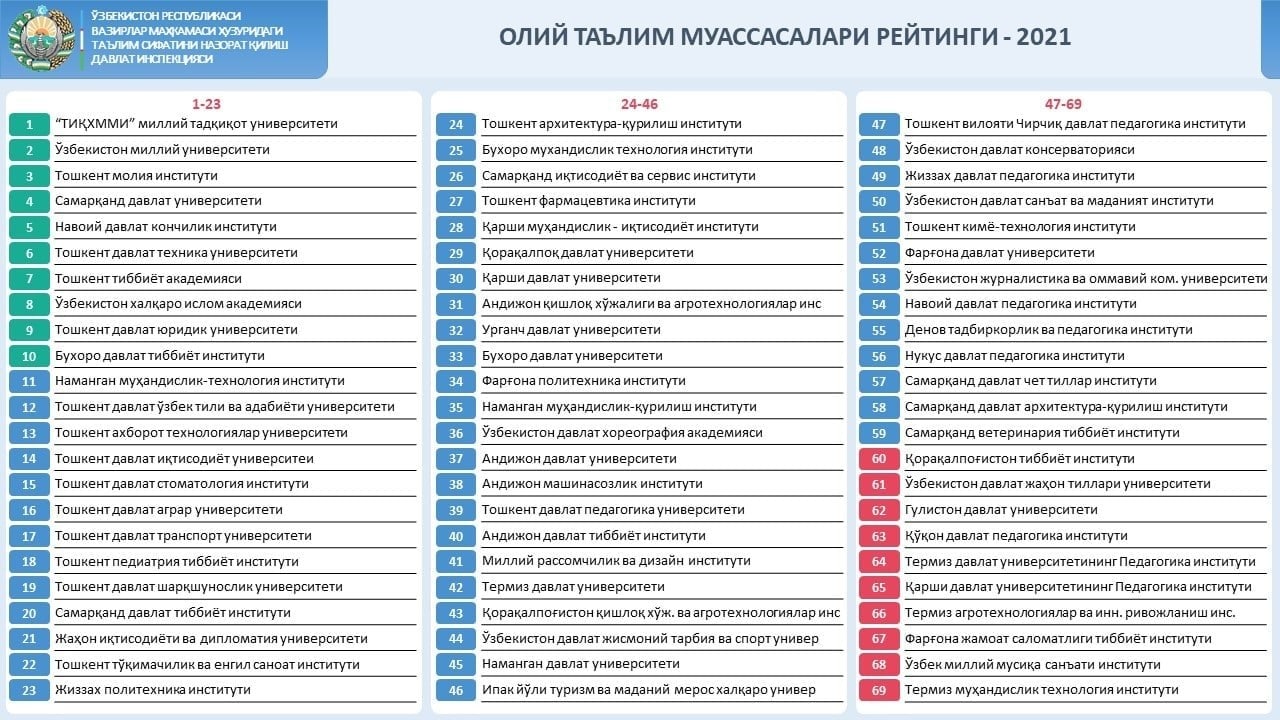 ЎЗБЕКИСТОН РЕСПУБЛИКАСИ
ВАЗИРЛАР МАҲКАМАСИ ҲУЗУРИДАГИ
ТАЪЛИМ СИФАТИНИ НАЗОРАТ ҚИЛИШ
ДАВЛАТ ИНСПЕКЦИЯСИ
ОЛИЙ ТАЪЛИМ МУАССАСАЛАРИ РЕЙТИНГИ - 2021
1-23
1 “ТИҚХММИ” миллий тадқиқот университети
2 Ўзбекистон миллий университети
3 Тошкент молия институти
4 Самарқанд давлат университети
5 Навоий давлат кончилик институти
6 Тошкент давлат техника университети
7 Тошкент тиббиёт академияси
8 Ўзбекистон халқаро ислом академияси
9 Тошкент давлат юридик университети
10 Бухоро давлат тиббиёт институти
11 Наманган муҳандислик-технология институти
12 Тошкент давлат ўзбек тили ва адабиёти университети
13 Тошкент ахборот технологиялар университети
14 Тошкент давлат иқтисодиёт университеи
15 Тошкент давлат стоматология институти
16 Тошкент давлат аграр университети
17 Тошкент давлат транспорт университети
18 Тошкент педиатрия тиббиёт институти
19 Тошкент давлат шарқшунослик университети
20 Самарқанд давлат тиббиёт институти
21 Жаҳон иқтисодиёти ва дипломатия университети
22 Тошкент тўқимачилик ва енгил саноат институти
23 Жиззах политехника институти
24-46
24 Тошкент архитектура-қурилиш институти
25 Бухоро мухандислик технология институти
26 Самарқанд иқтисодиёт ва сервис институти
27 Тошкент фармацевтика институти
28 Қарши муҳандислик - иқтисодиёт институти
29 Қорақалпоқ давлат университети
30 Қарши давлат университети
31 Андижон қишлоқ хўжалиги ва агротехнологиялар инс
32 Урганч давлат университети
33 Бухоро давлат университети
34 Фарғона политехника институти
35 Наманган муҳандислик-қурилиш институти
36 Ўзбекистон давлат хореография академияси
37 Андижон давлат университети
38 Андижон машинасозлик институти
39 Тошкент давлат педагогика университети
40 Андижон давлат тиббиёт институти
41 Миллий рассомчилик ва дизайн институти
42 Термиз давлат университети
43 Қорақалпоғистон қишлоқ хўж. ва агротехнологиялар инс
44 Ўзбекистон давлат жисмоний тарбия ва спорт универ
45 Наманган давлат университети
46 Ипак йўли туризм ва маданий мерос халқаро универ
47-69
47 Тошкент вилояти Чирчиқ давлат педагогика институти
48 Ўзбекистон давлат консерваторияси
49 Жиззах давлат педагогика институти
50 Ўзбекистон давлат санъат ва маданият институти
51 Тошкент кимё-технология институти
52 Фарғона давлат университети
53 Ўзбекистон журналистика ва оммавий ком. университети
54 Навоий давлат педагогика институти
55 Денов тадбиркорлик ва педагогика институти
56 Нукус давлат педагогика институти
57 Самарқанд давлат чет тиллар институти
58 Самарқанд давлат архитектура-қурилиш институти
59 Самарқанд ветеринария тиббиёт институти
60 Қорақалпоғистон тиббиёт институти
61 Ўзбекистон давлат жаҳон тиллари университети
62 Гулистон давлат университети
63 Қўқон давлат педагогика институти
64 Термиз давлат университетининг Педагогика институти
65 Қарши давлат университетининг Педагогика институти
66 Термиз агротехнологиялар ва инн. ривожланиш инс.
67 Фарғона жамоат саломатлиги тиббиёт институти
68 Ўзбек миллий мусиқа санъати институти
69 Термиз муҳандислик технология институти